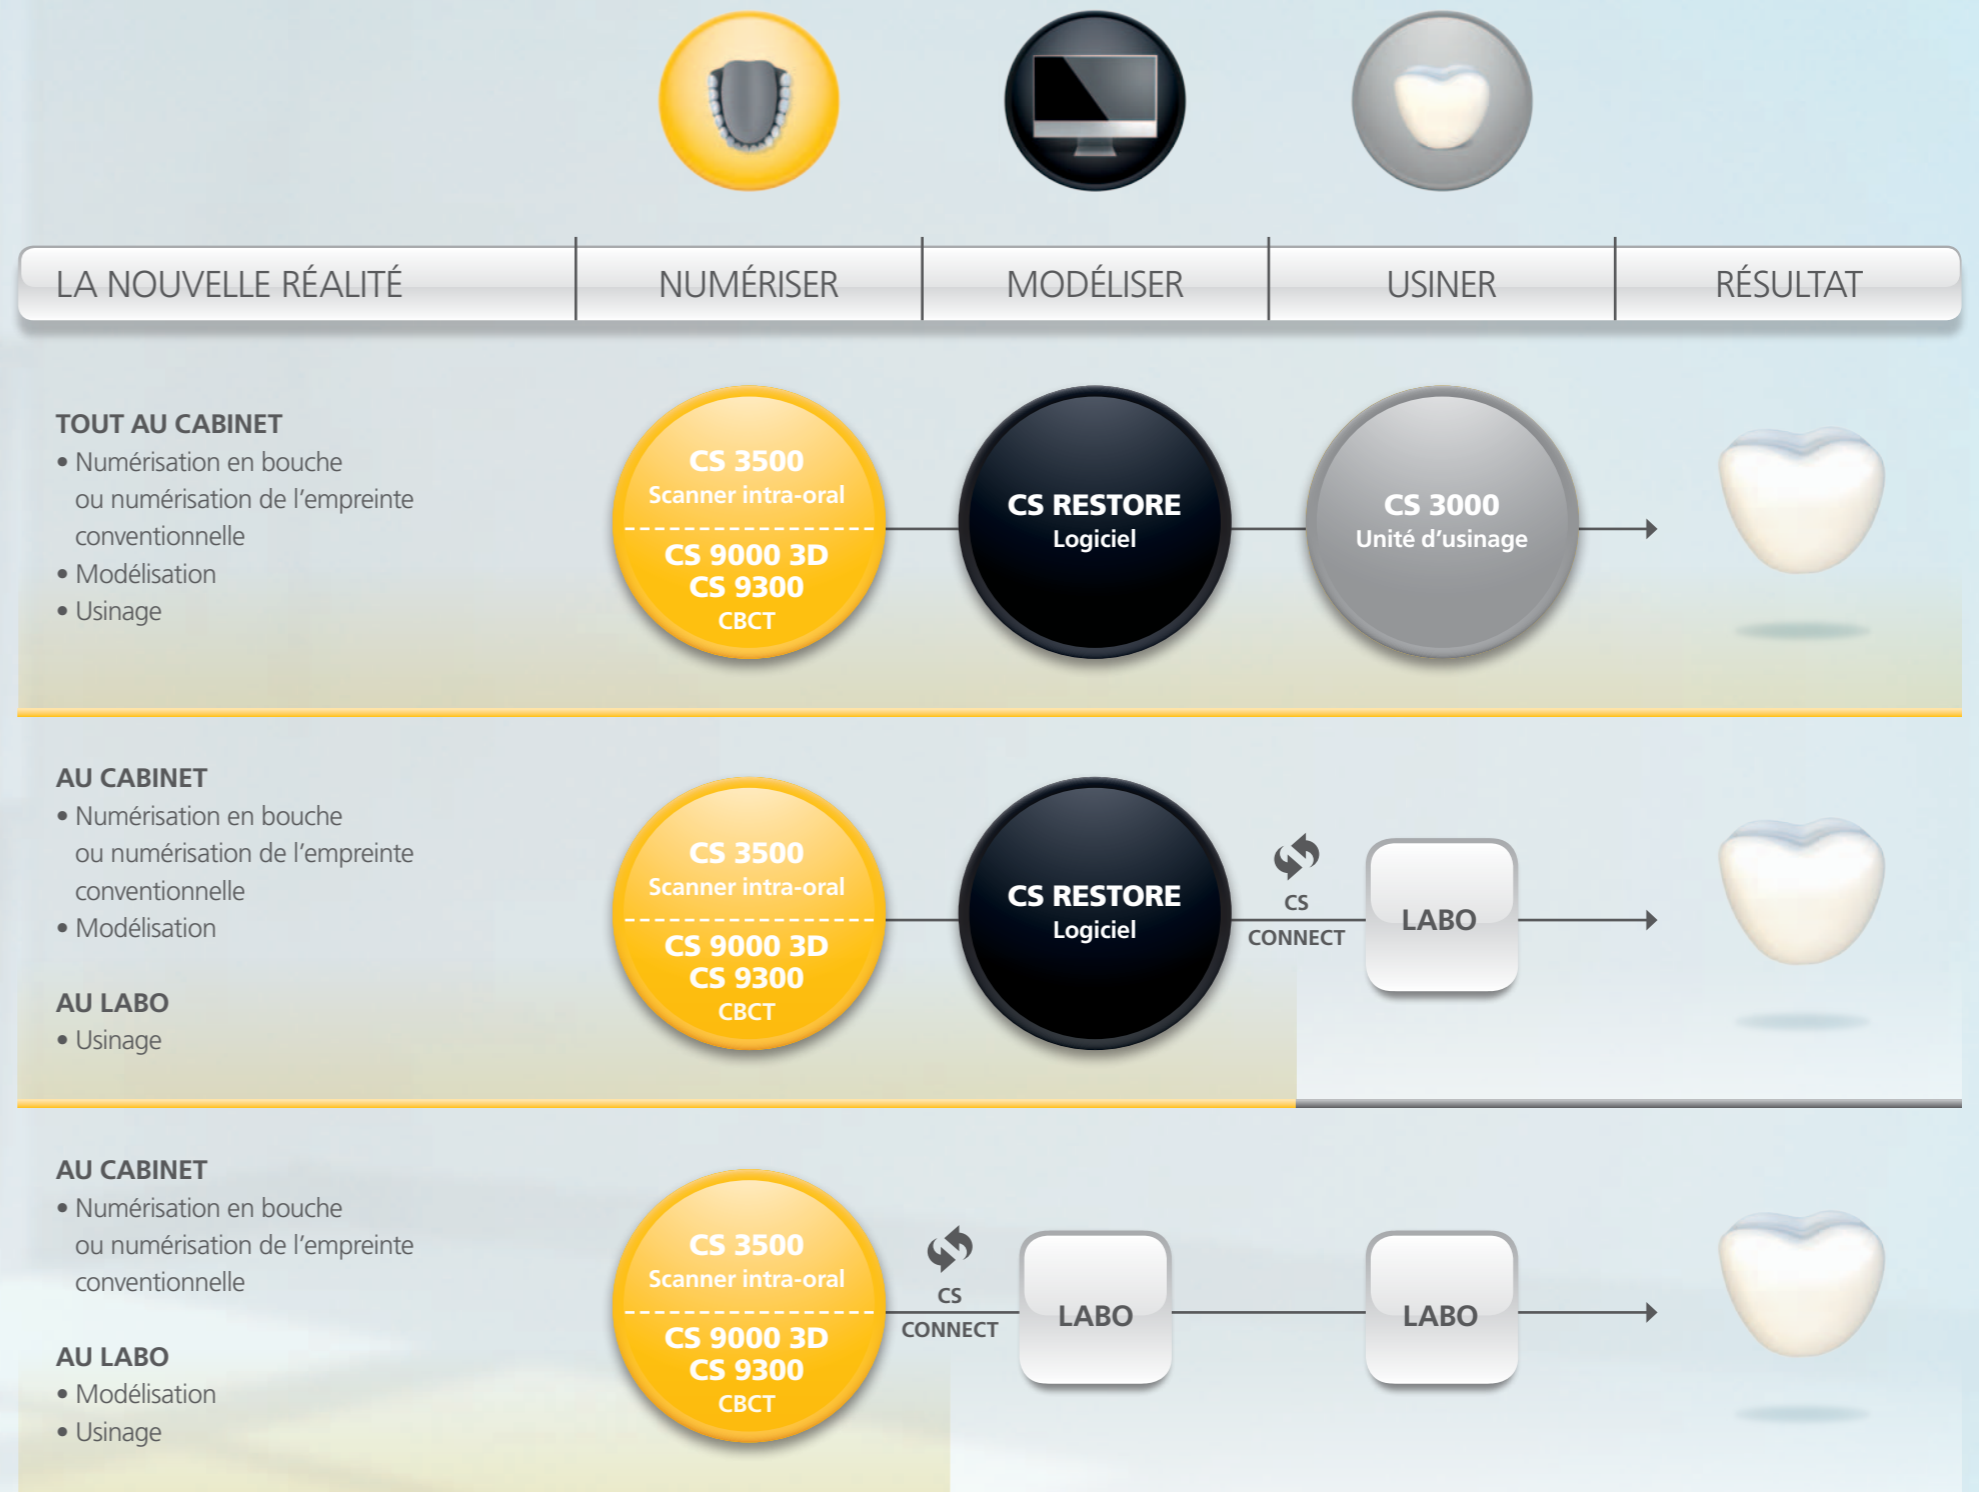 LA NOUVELLE RÉALITÉ
NUMÉRISER
MODÉLISER
USINER
RÉSULTAT
TOUT AU CABINET
• Numérisation en bouche
ou numérisation de l'empreinte
conventionnelle
• Modélisation
• Usinage
CS 3500
Scanner intra-oral
CS 9000 3D
CS 9300
CBCT
CS RESTORE
Logiciel
CS 3000
Unité d'usinage
AU CABINET
• Numérisation en bouche
ou numérisation de l'empreinte
conventionnelle
• Modélisation
AU LABO
• Usinage
CS 3500
Scanner intra-oral
CS 9000 3D
CS 9300
CBCT
CS RESTORE
Logiciel
CS
CONNECT
LABO
AU CABINET
• Numérisation en bouche
ou numérisation de l'empreinte
conventionnelle
AU LABO
• Modélisation
• Usinage
CS 3500
Scanner intra-oral
CS 9000 3D
CS 9300
CBCT
CS
CONNECT
LABO
LABO